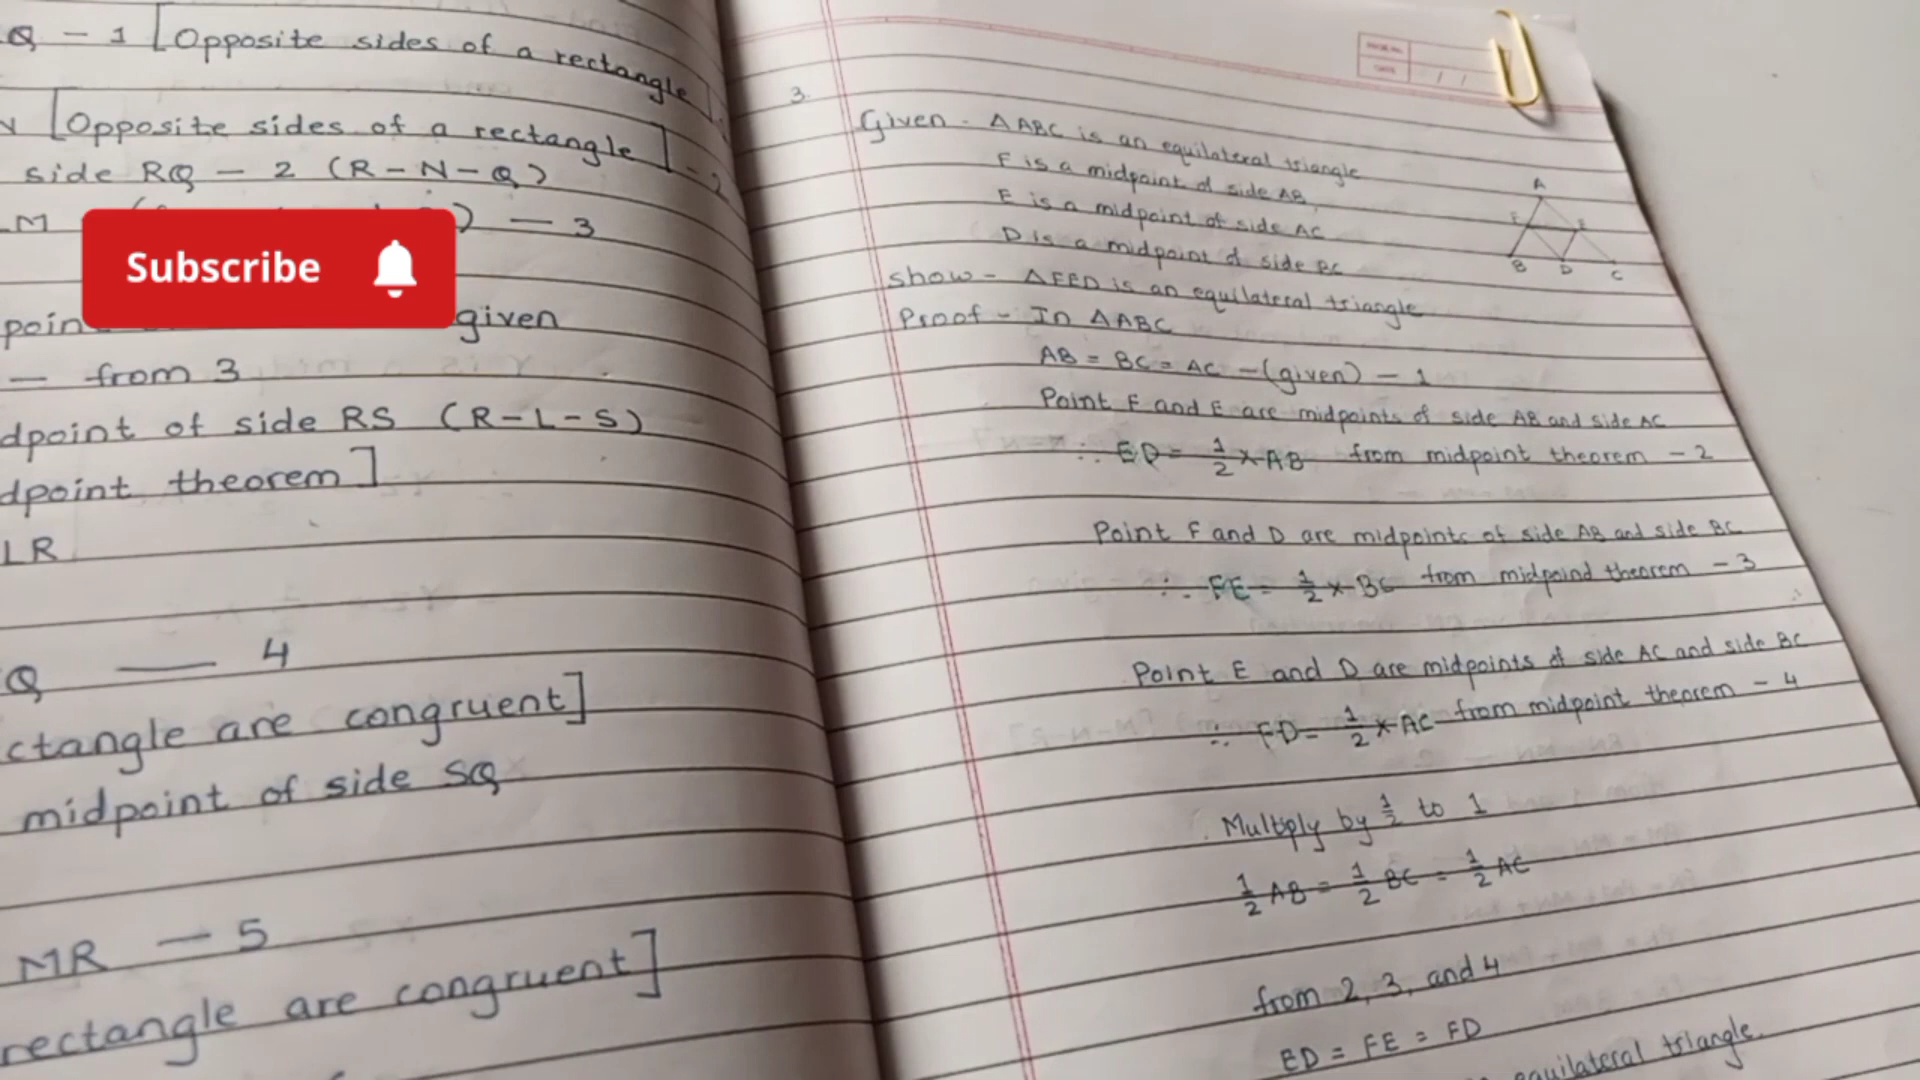 Q - 1 [Opposite sides of a rectangle
N [Opposite sides of a rectangle] - 2
side RQ - 2 (R-N-Q)
LM ) - 3
Subscribe
poin given
- from 3
dpoint of side RS (R-L-S)
dpoint theorem]
LR
Q - 4
ctangle are congruent]
midpoint of side SQ
MR - 5
rectangle are congruent]
DATE / /
3.
Given - ΔABC is an equilateral triangle
F is a midpoint of side AB
E is a midpoint of side AC
D is a midpoint of side BC
A
F E
B D C
show - ΔFED is an equilateral triangle
Proof - In ΔABC
AB = BC = AC - (given) - 1
Point F and E are midpoints of side AB and side AC
∴ ED = 1/2 × AB from midpoint theorem - 2
Point F and D are midpoints of side AB and side BC
∴ FE = 1/2 × BC from midpoind theorem - 3
Point E and D are midpoints of side AC and side BC
∴ FD = 1/2 × AC from midpoint theorem - 4
Multiply by 1/2 to 1
1/2 AB = 1/2 BC = 1/2 AC
from 2, 3, and 4
ED = FE = FD
equilateral triangle.